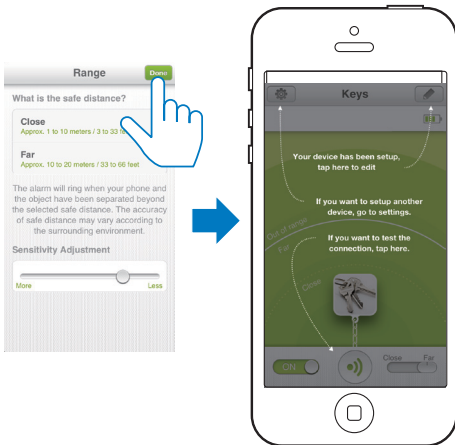 Range
Done
What is the safe distance?
Close
Approx. 1 to 10 meters / 3 to 33
Far
Approx. 10 to 20 meters / 33 to 66 feet
The alarm will ring when your phone and
the object have been separated beyond
the selected safe distance. The accuracy
of safe distance may vary according to
the surrounding environment.
Sensitivity Adjustment
More
Less
Keys
Your device has been setup,
tap here to edit
If you want to setup another
device, go to settings.
Out of range
Far
If you want to test the
connection, tap here.
Close
ON
Close
Far